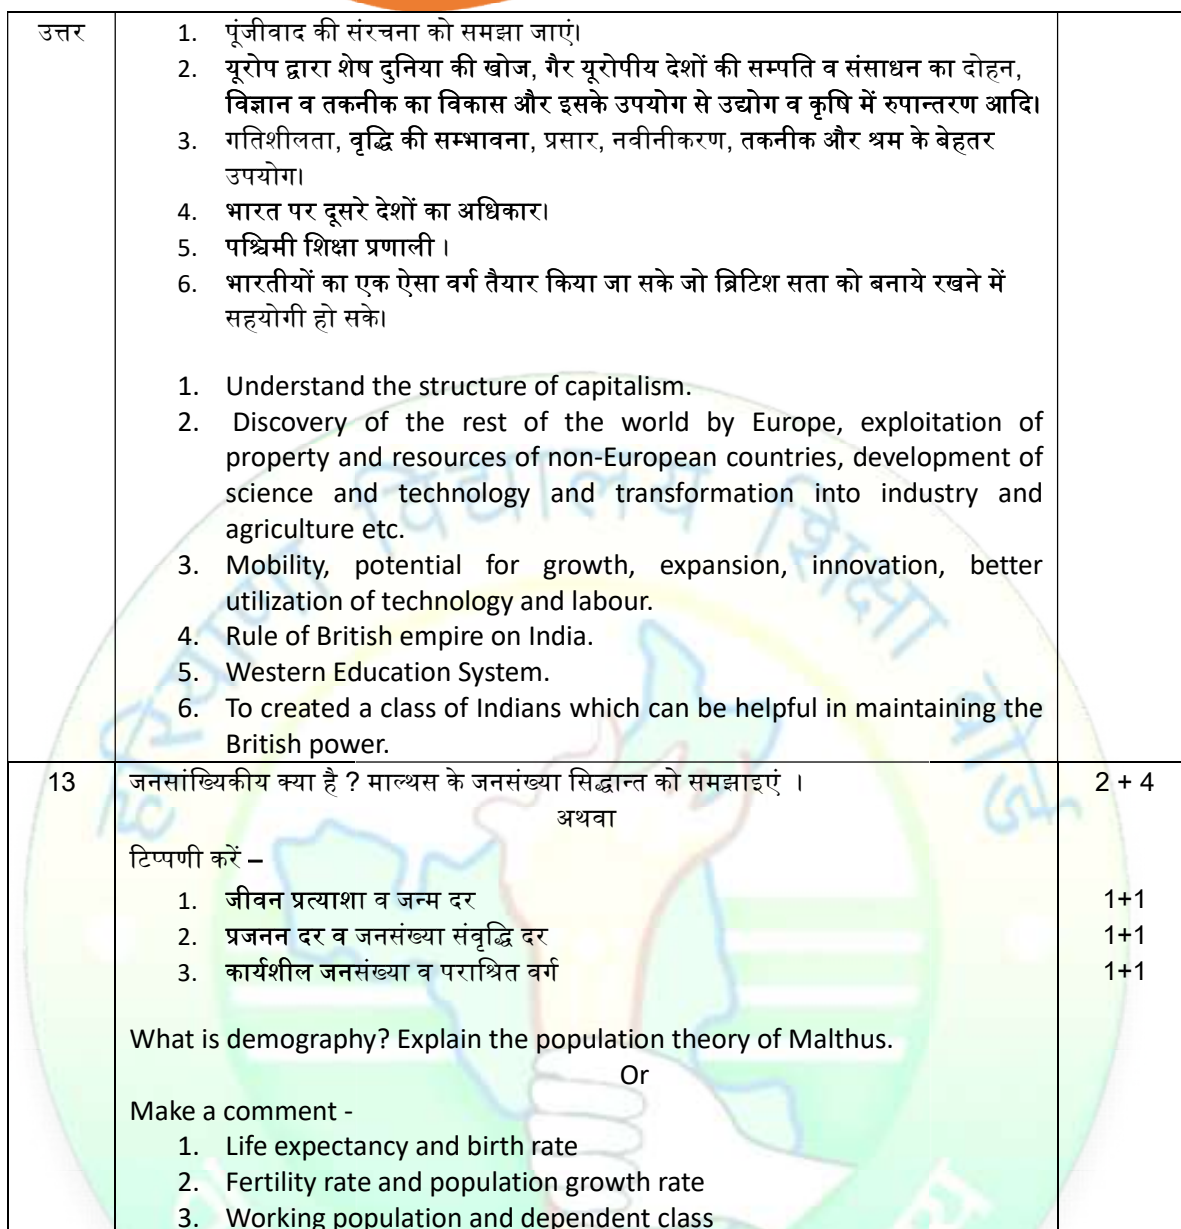 उत्तर
1. पूंजीवाद की संरचना को समझा जाएं।
2. यूरोप द्वारा शेष दुनिया की खोज, गैर यूरोपीय देशों की सम्पति व संसाधन का दोहन,
विज्ञान व तकनीक का विकास और इसके उपयोग से उद्योग व कृषि में रुपान्तरण आदि।
3. गतिशीलता, वृद्धि की सम्भावना, प्रसार, नवीनीकरण, तकनीक और श्रम के बेहतर
उपयोग।
4. भारत पर दूसरे देशों का अधिकार।
5. पश्चिमी शिक्षा प्रणाली ।
6. भारतीयों का एक ऐसा वर्ग तैयार किया जा सके जो ब्रिटिश सता को बनाये रखने में
सहयोगी हो सके।
1. Understand the structure of capitalism.
2. Discovery of the rest of the world by Europe, exploitation of
property and resources of non-European countries, development of
science and technology and transformation into industry and
agriculture etc.
3. Mobility, potential for growth, expansion, innovation, better
utilization of technology and labour.
4. Rule of British empire on India.
5. Western Education System.
6. To created a class of Indians which can be helpful in maintaining the
British power.
13 जनसांख्यिकीय क्या है ? माल्थस के जनसंख्या सिद्धान्त को समझाइएं । 2 + 4
अथवा
टिप्पणी करें –
1. जीवन प्रत्याशा व जन्म दर 1+1
2. प्रजनन दर व जनसंख्या संवृद्धि दर 1+1
3. कार्यशील जनसंख्या व पराश्रित वर्ग 1+1
What is demography? Explain the population theory of Malthus.
Or
Make a comment -
1. Life expectancy and birth rate
2. Fertility rate and population growth rate
3. Working population and dependent class
हरियाणा विद्यालय शिक्षा बोर्ड